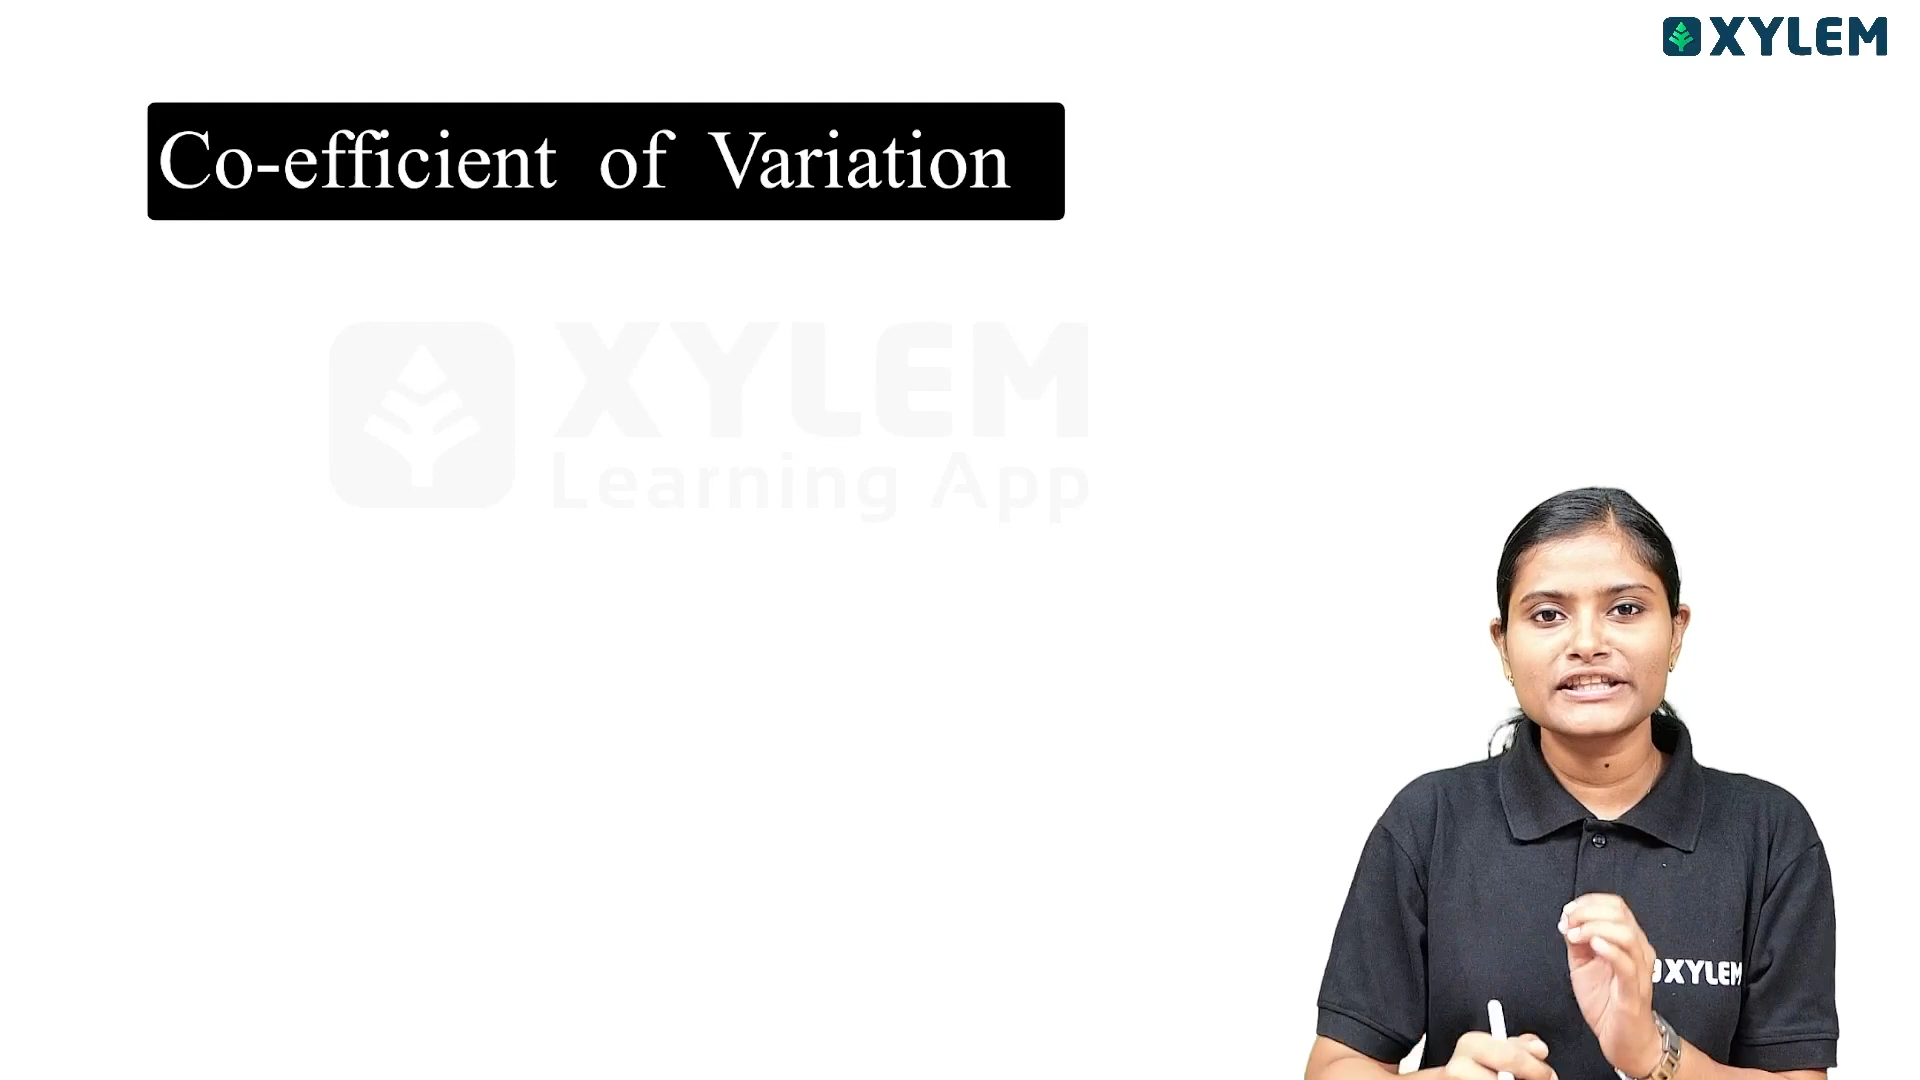 XYLEM
Co-efficient of Variation
XYLEM
Learning App
XYLEM